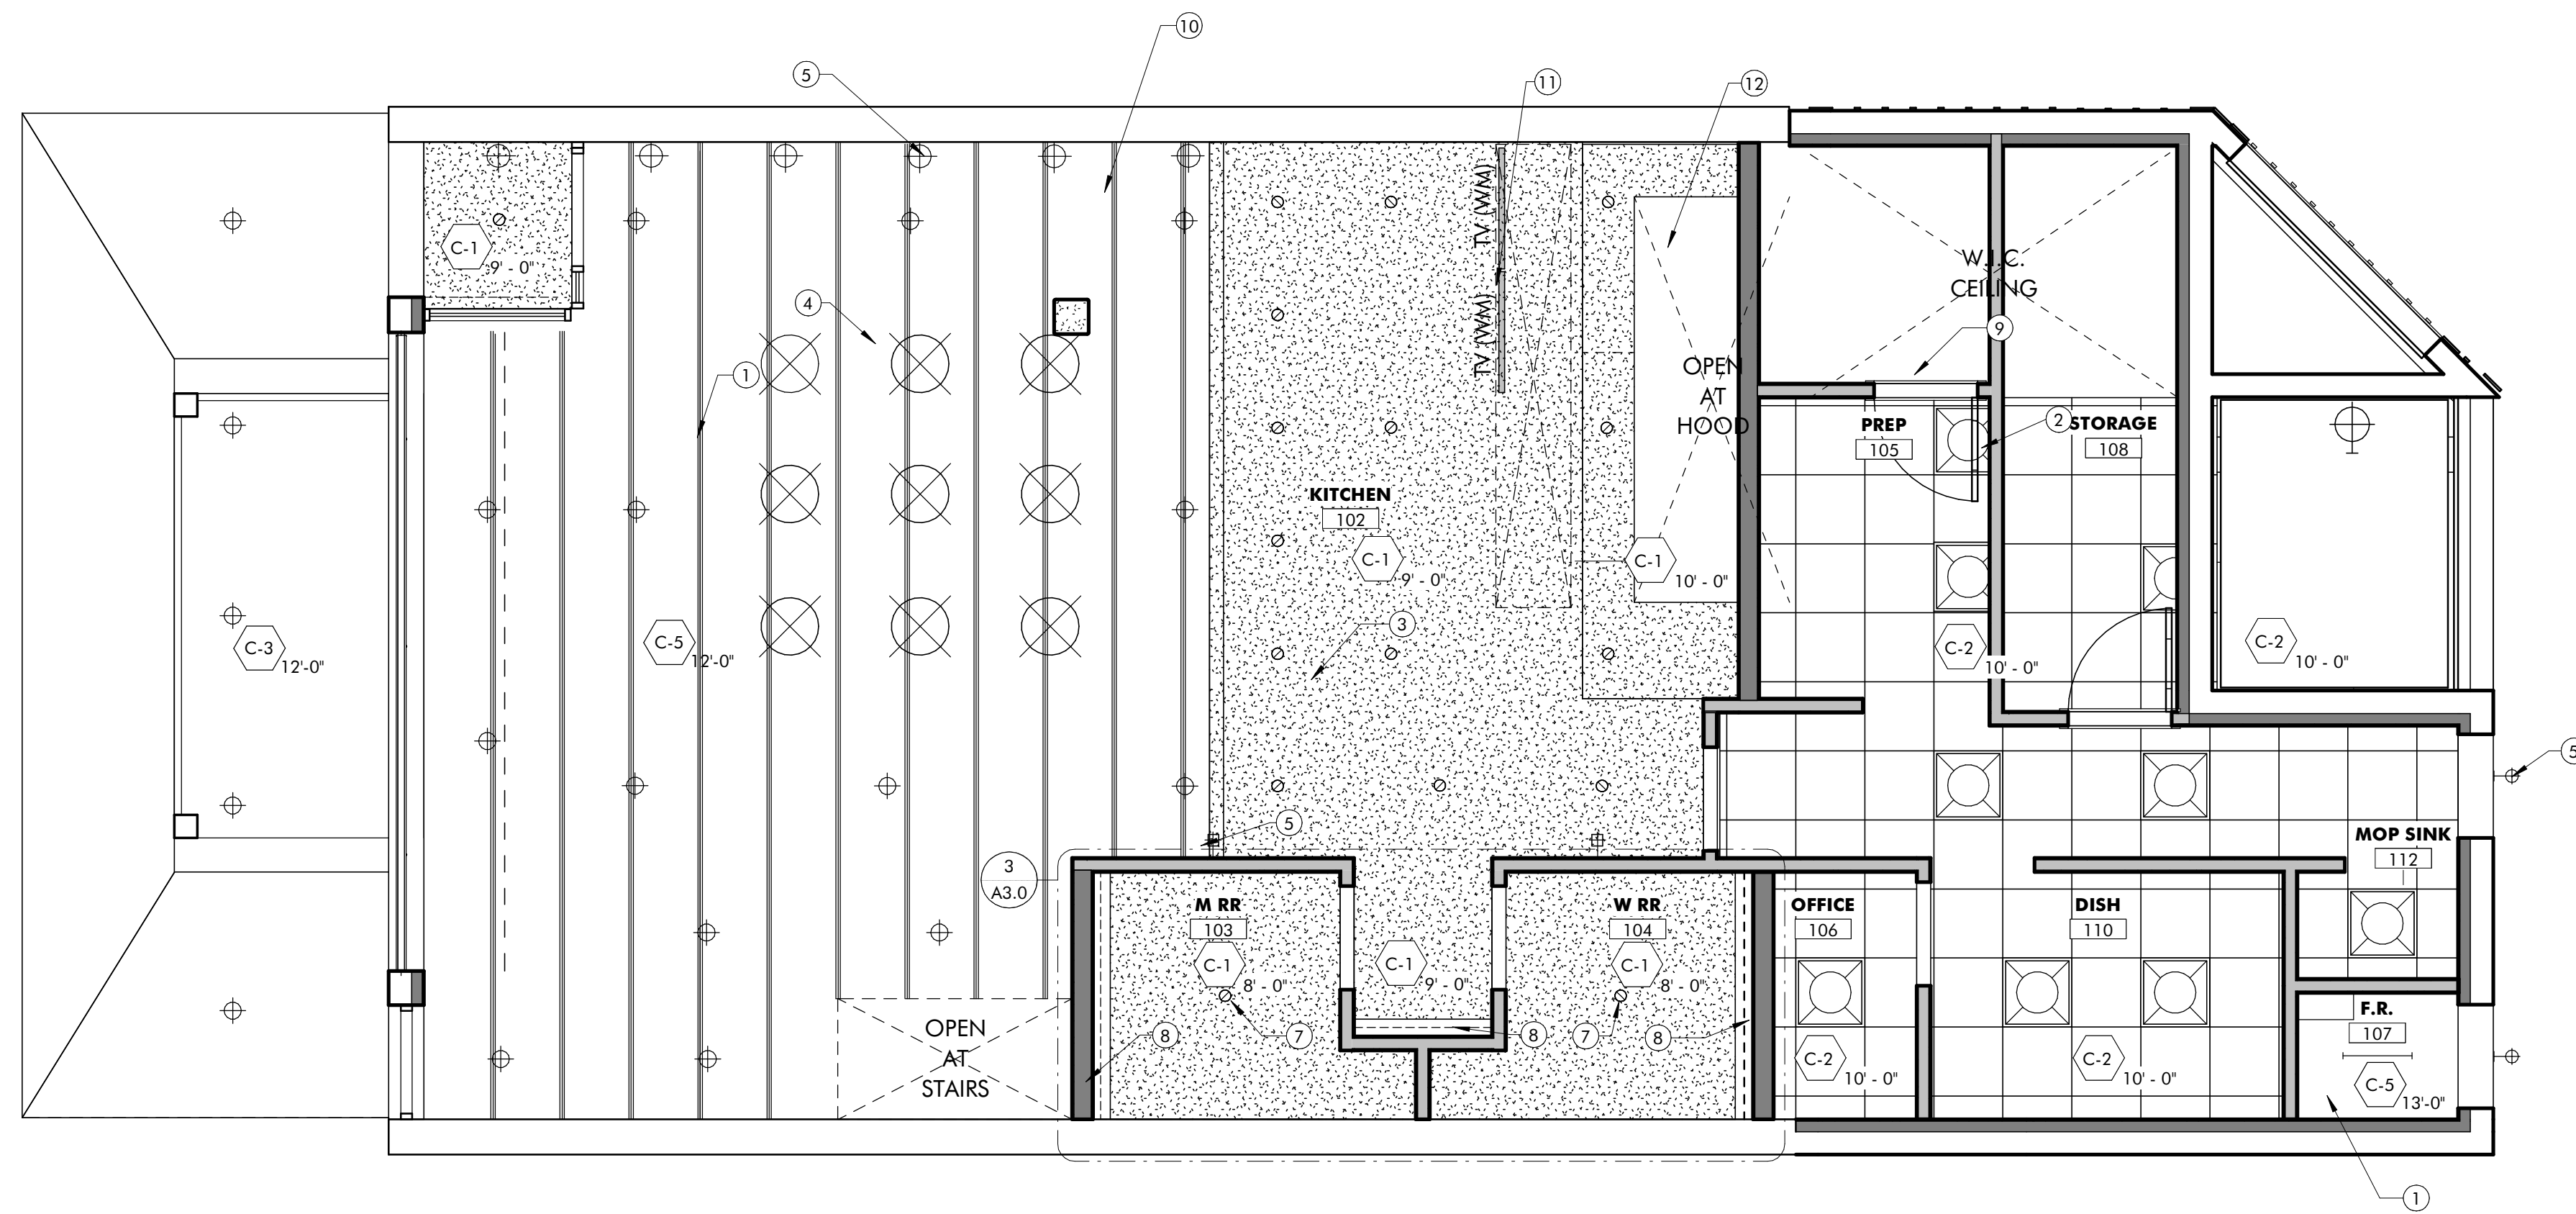 10
5
11
12
C-1
9' - 0"
TV (WM)
TV (WM)
W.I.C.
CEILING
4
9
1
OPEN
AT
HOOD
PREP
105
2
STORAGE
108
KITCHEN
102
C-1
9' - 0"
C-1
10' - 0"
3
C-3
12'-0"
C-5
12'-0"
C-2
10' - 0"
C-2
10' - 0"
5
5
3
A3.0
MOP SINK
112
M RR
103
C-1
8' - 0"
C-1
9' - 0"
W RR
104
C-1
8' - 0"
OFFICE
106
DISH
110
F.R.
107
OPEN
AT
STAIRS
8
7
8
7
8
C-2
10' - 0"
C-2
10' - 0"
C-5
13'-0"
1